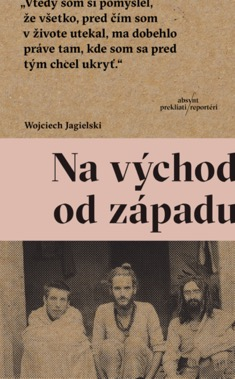 „Vtedy som si pomyslel,
že všetko, pred čím som
v živote utekal, ma dobehlo
práve tam, kde som sa pred
tým chcel ukryť.“
absynt
prekliati/reportéri
Wojciech Jagielski
Na východ
od západu